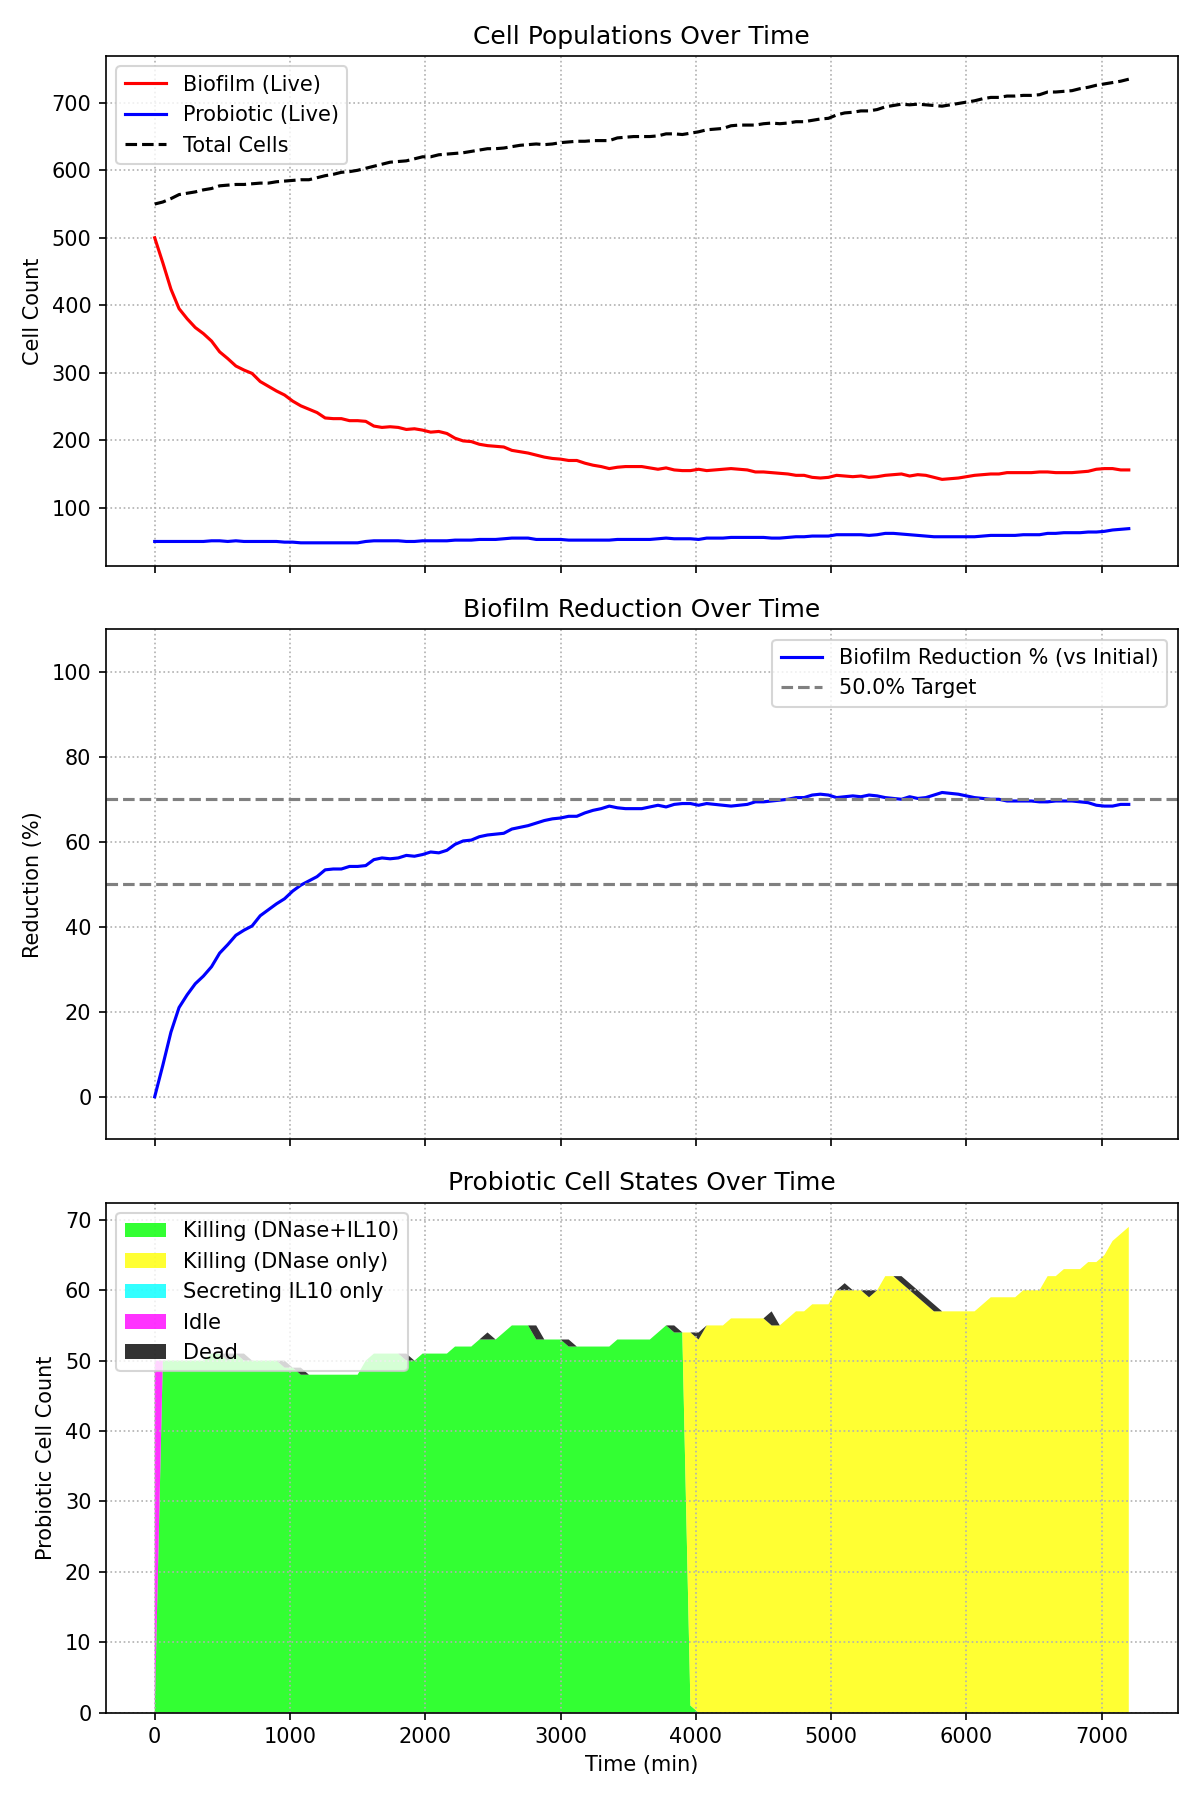 Cell Populations Over Time
Biofilm (Live)
Probiotic (Live)
Total Cells
700
600
500
400
300
200
100
Cell Count
Biofilm Reduction Over Time
Biofilm Reduction % (vs Initial)
50.0% Target
100
80
60
40
20
0
Reduction (%)
Probiotic Cell States Over Time
Killing (DNase+IL10)
Killing (DNase only)
Secreting IL10 only
Idle
Dead
70
60
50
40
30
20
10
0
Probiotic Cell Count
0 1000 2000 3000 4000 5000 6000 7000
Time (min)